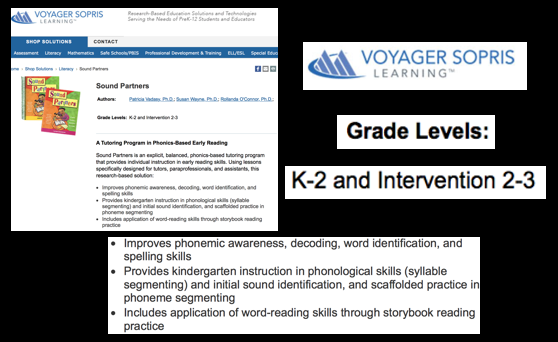 VOYAGER SOPRIS
LEARNING™
Research-Based Education Solutions and Technologies
Serving the Needs of PreK-12 Students and Educators
SHOP SOLUTIONS
CONTACT
Assessment Literacy Mathematics Safe Schools/PBIS Professional Development & Training ELL/ESL Special Educ
Home > Shop Solutions > Literacy > Sound Partners
Sound Partners
Sound Partners
Sound Partners
Authors: Patricia Vadasy, Ph.D.; Susan Wayne, Ph.D.; Rollanda O'Connor, Ph.D.;
Grade Levels: K-2 and Intervention 2-3
A Tutoring Program in Phonics-Based Early Reading
Sound Partners is an explicit, balanced, phonics-based tutoring program
that provides individual instruction in early reading skills. Using lessons
specifically designed for tutors, paraprofessionals, and assistants, this
research-based solution:
• Improves phonemic awareness, decoding, word identification, and
spelling skills
• Provides kindergarten instruction in phonological skills (syllable
segmenting) and initial sound identification, and scaffolded practice in
phoneme segmenting
• Includes application of word-reading skills through storybook reading
practice
VOYAGER SOPRIS
LEARNING™
Grade Levels:
K-2 and Intervention 2-3
• Improves phonemic awareness, decoding, word identification, and
spelling skills
• Provides kindergarten instruction in phonological skills (syllable
segmenting) and initial sound identification, and scaffolded practice in
phoneme segmenting
• Includes application of word-reading skills through storybook reading
practice